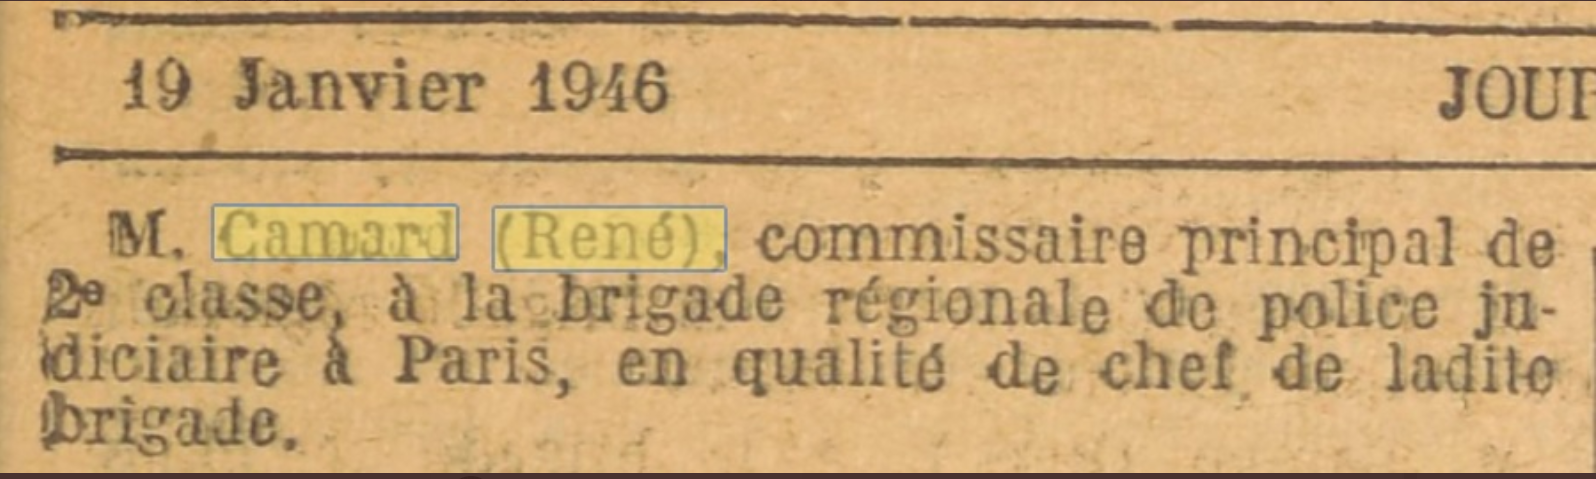 19 Janvier 1946
JOUR
M. Camard (René), commissaire principal de
2e classe, à la brigade régionale de police ju-
diciaire à Paris, en qualité de chef de ladite
brigade.